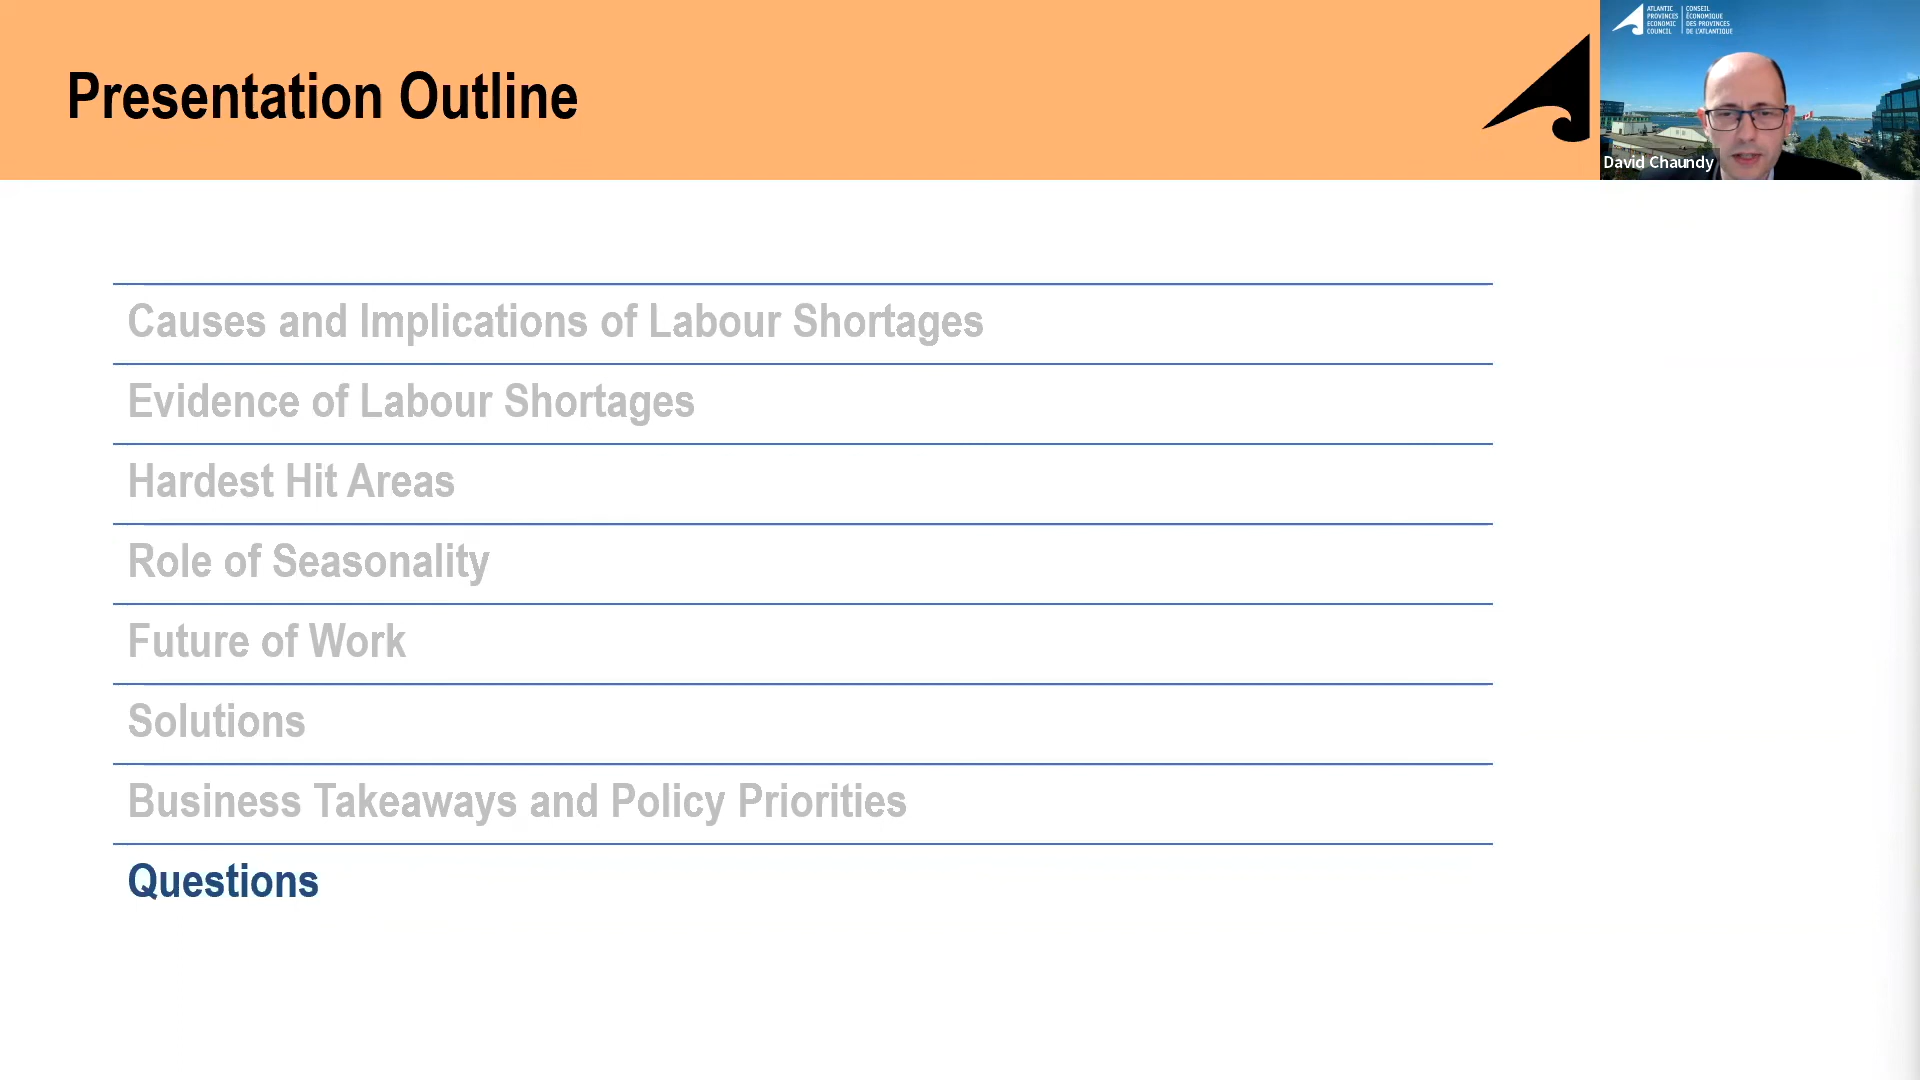 Presentation Outline
ATLANTIC
PROVINCES
ECONOMIC
COUNCIL
CONSEIL
ÉCONOMIQUE
DES PROVINCES
DE L'ATLANTIQUE
David Chaundy
Causes and Implications of Labour Shortages
Evidence of Labour Shortages
Hardest Hit Areas
Role of Seasonality
Future of Work
Solutions
Business Takeaways and Policy Priorities
Questions